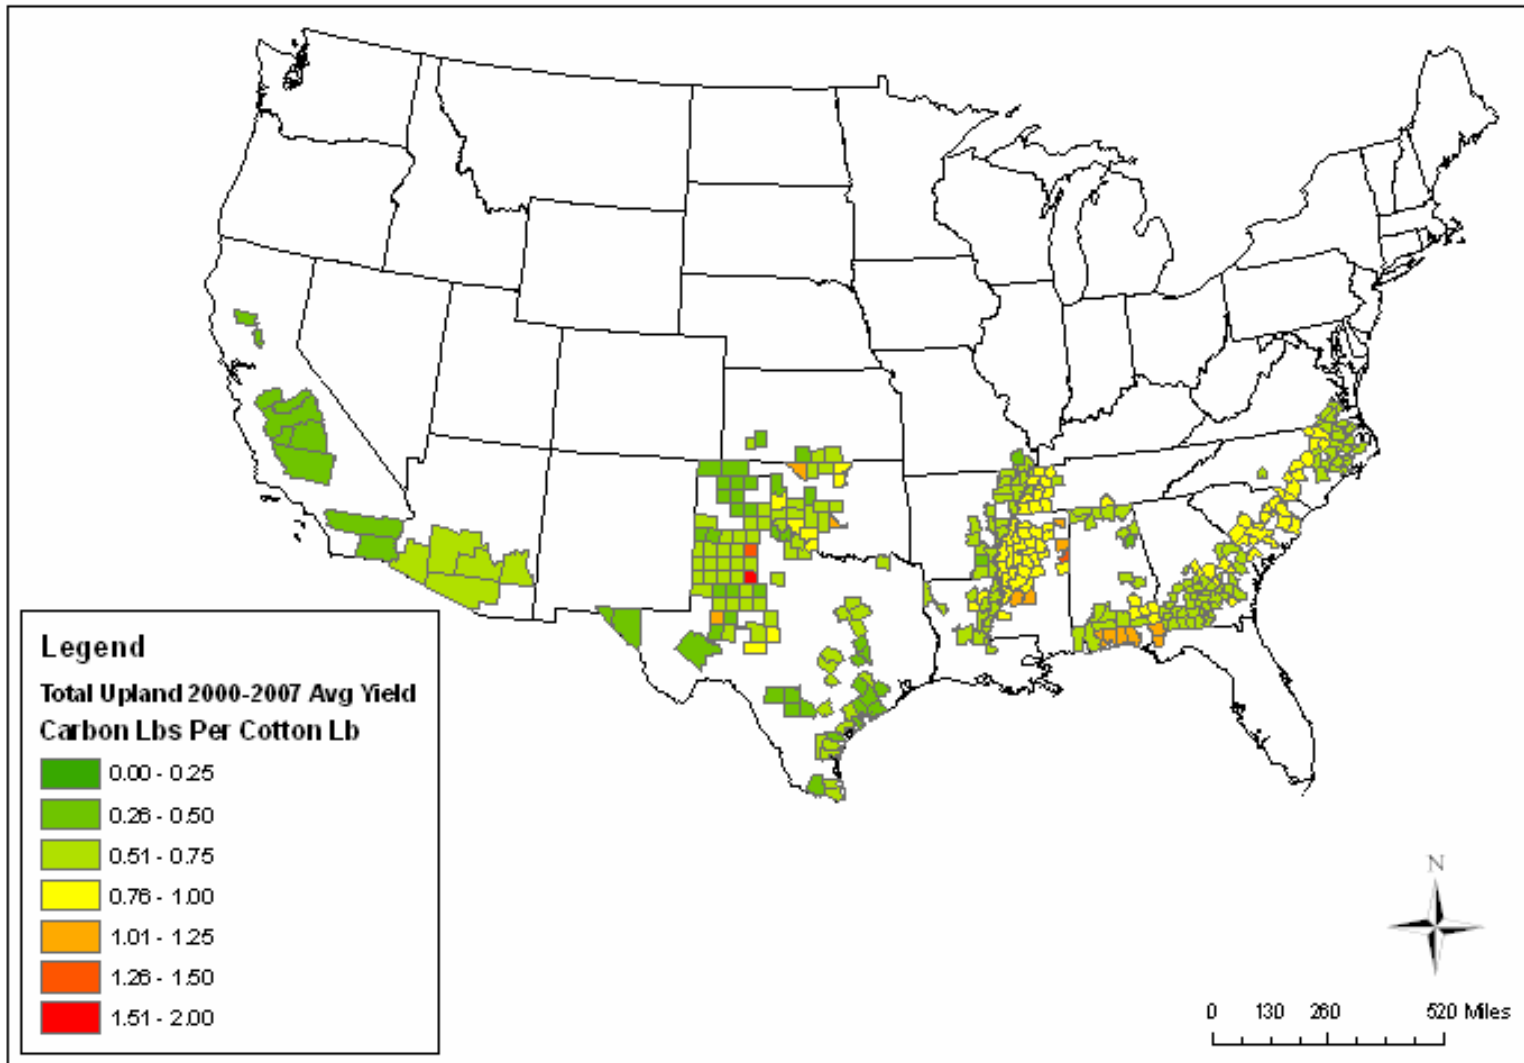 Legend
Total Upland 2000-2007 Avg Yield
Carbon Lbs Per Cotton Lb
0.00 - 0.25
0.26 - 0.50
0.51 - 0.75
0.76 - 1.00
1.01 - 1.25
1.26 - 1.50
1.51 - 2.00
N
0 130 260 520 Miles